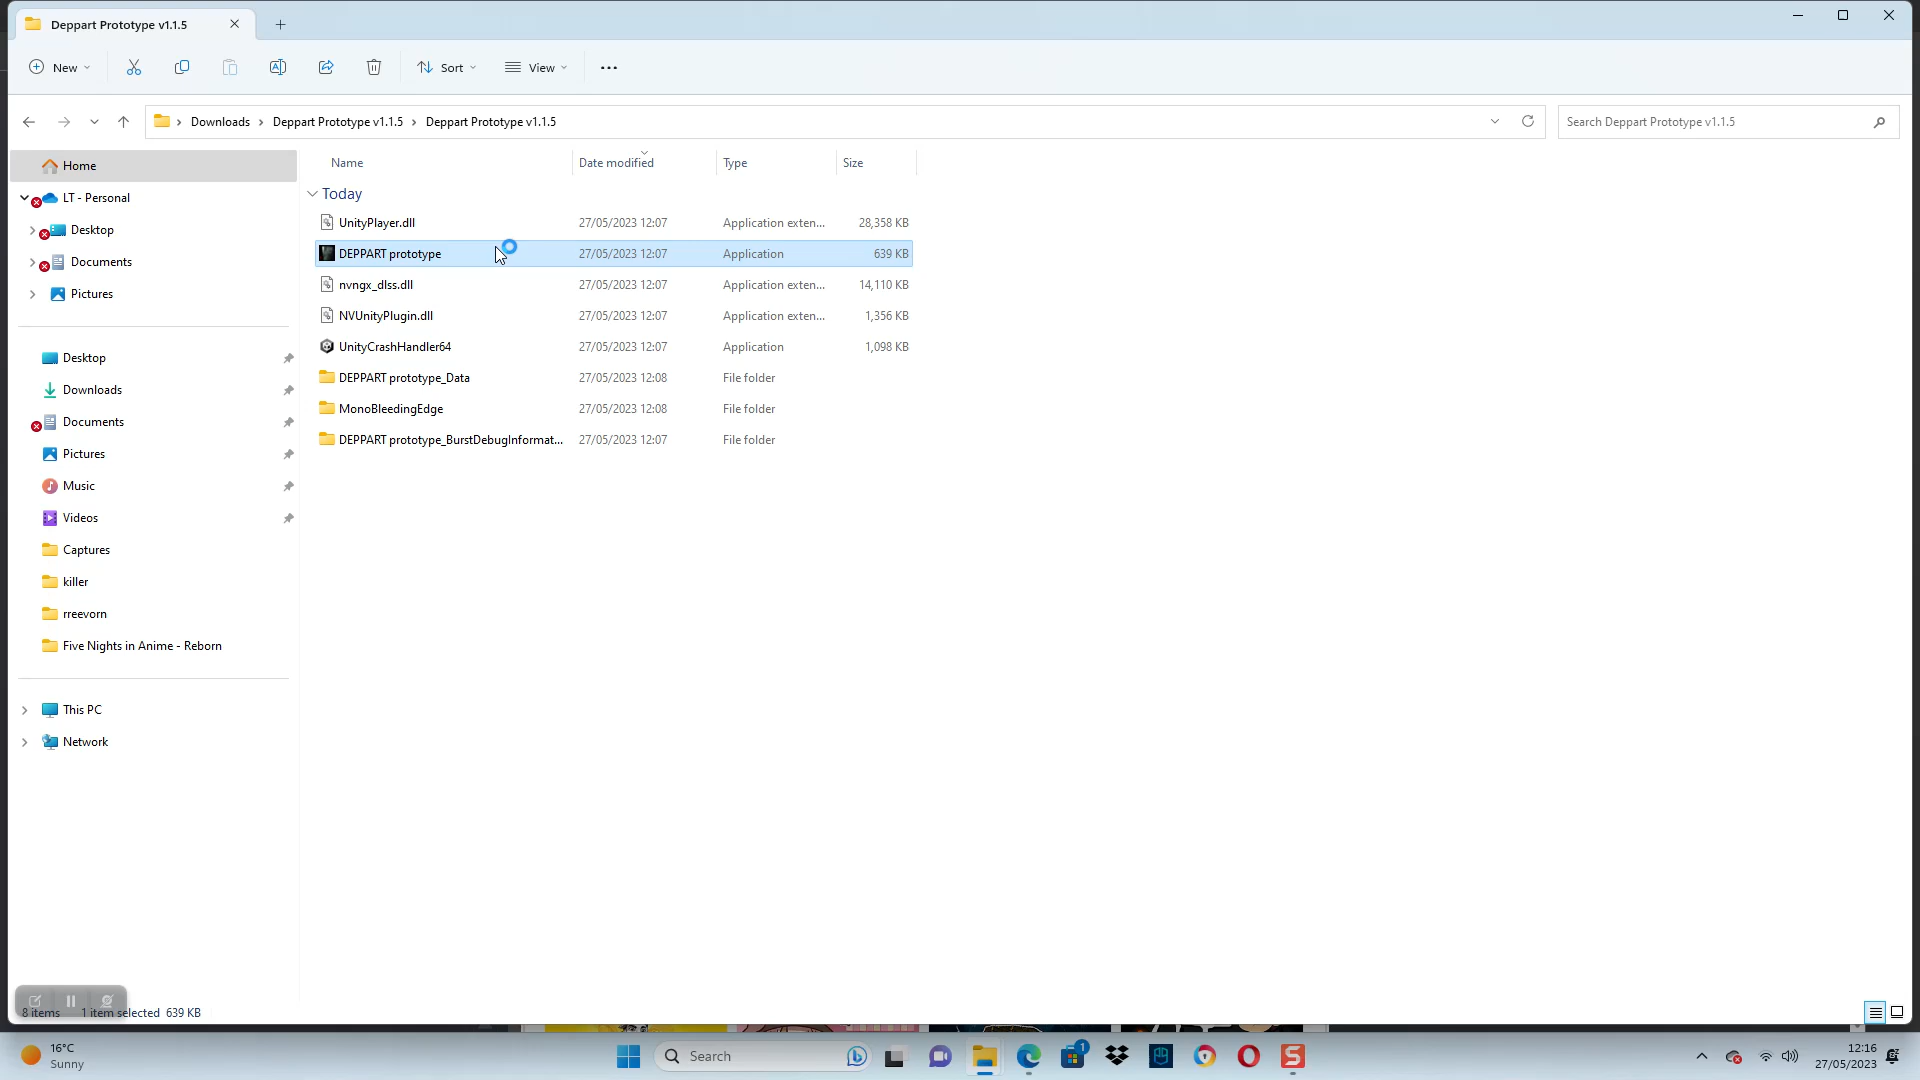 Deppart Prototype v1.1.5
New
Sort
View
Downloads > Deppart Prototype v1.1.5 > Deppart Prototype v1.1.5
Search Deppart Prototype v1.1.5
Home
LT - Personal
Desktop
Documents
Pictures
Desktop
Downloads
Documents
Pictures
Music
Videos
Captures
killer
rreevorn
Five Nights in Anime - Reborn
This PC
Network
Name Date modified Type Size
Today
UnityPlayer.dll 27/05/2023 12:07 Application exten... 28,358 KB
DEPPART prototype 27/05/2023 12:07 Application 639 KB
nvngx_dlss.dll 27/05/2023 12:07 Application exten... 14,110 KB
NVUnityPlugin.dll 27/05/2023 12:07 Application exten... 1,356 KB
UnityCrashHandler64 27/05/2023 12:07 Application 1,098 KB
DEPPART prototype_Data 27/05/2023 12:08 File folder
MonoBleedingEdge 27/05/2023 12:08 File folder
DEPPART prototype_BurstDebugInformat... 27/05/2023 12:07 File folder
8 items 1 item selected 639 KB
16°C
Sunny
Search
1
12:16
27/05/2023